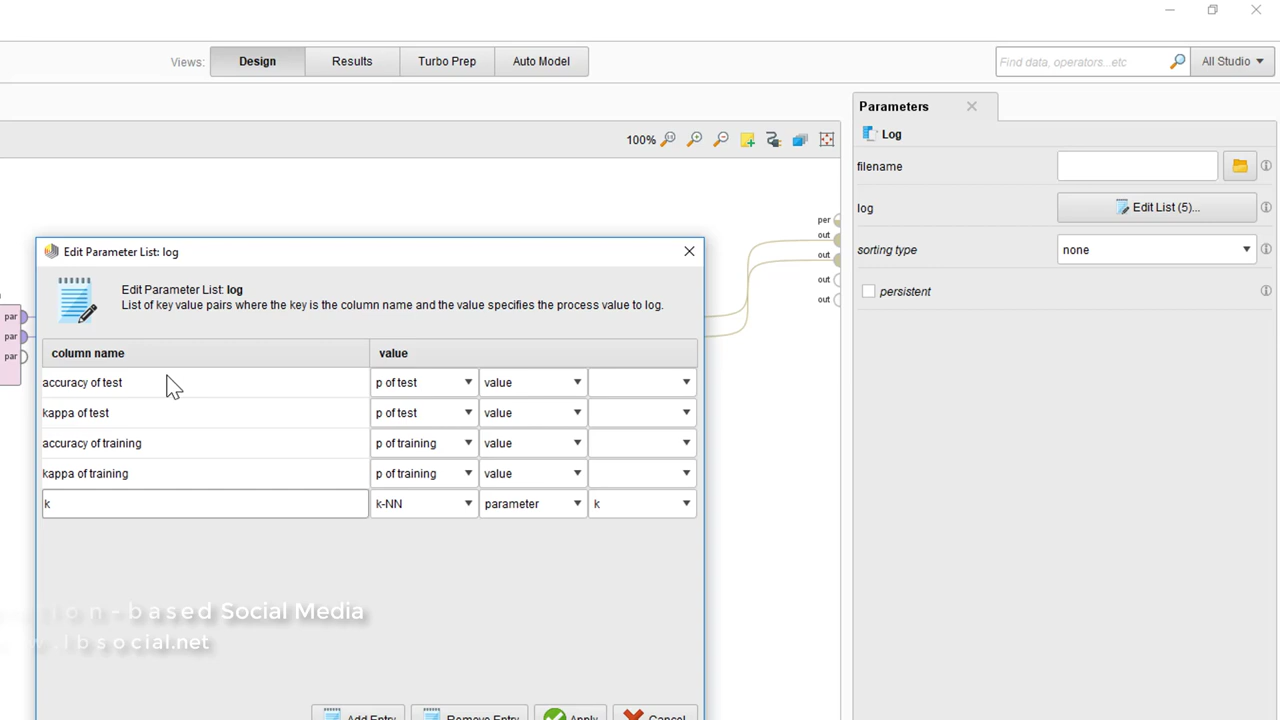 Views: Design Results Turbo Prep Auto Model Find data, operators...etc All Studio
Parameters
100%
Log
filename
log Edit List (5)...
sorting type none
persistent
per
out
out
out
out
par
par
par
Edit Parameter List: log
Edit Parameter List: log
List of key value pairs where the key is the column name and the value specifies the process value to log.
column name value
accuracy of test p of test value
kappa of test p of test value
accuracy of training p of training value
kappa of training p of training value
k k-NN parameter k
-based Social Media
lbsocial.net
Add Entry Remove Entry Apply Cancel